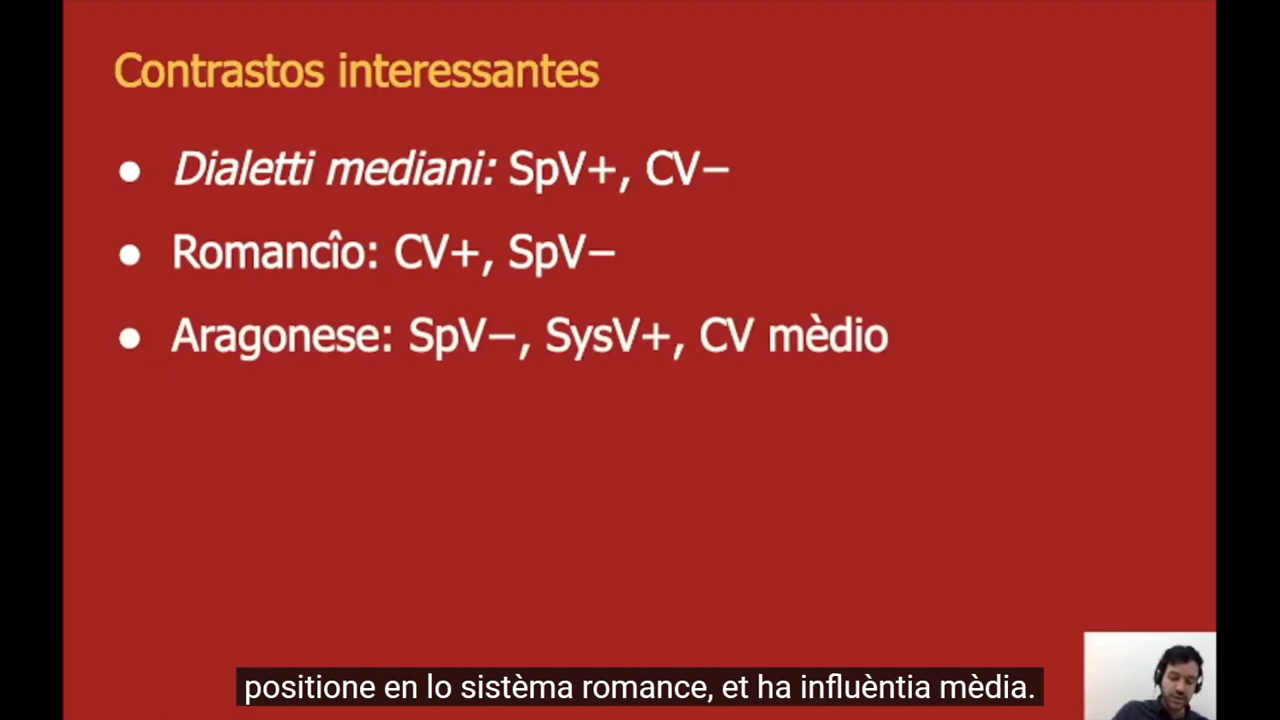 Contrastos interessantes
● Dialetti mediani: SpV+, CV−
● Romancîo: CV+, SpV−
● Aragonese: SpV−, SysV+, CV mèdio
positione en lo sistèma romance, et ha influèntia mèdia.